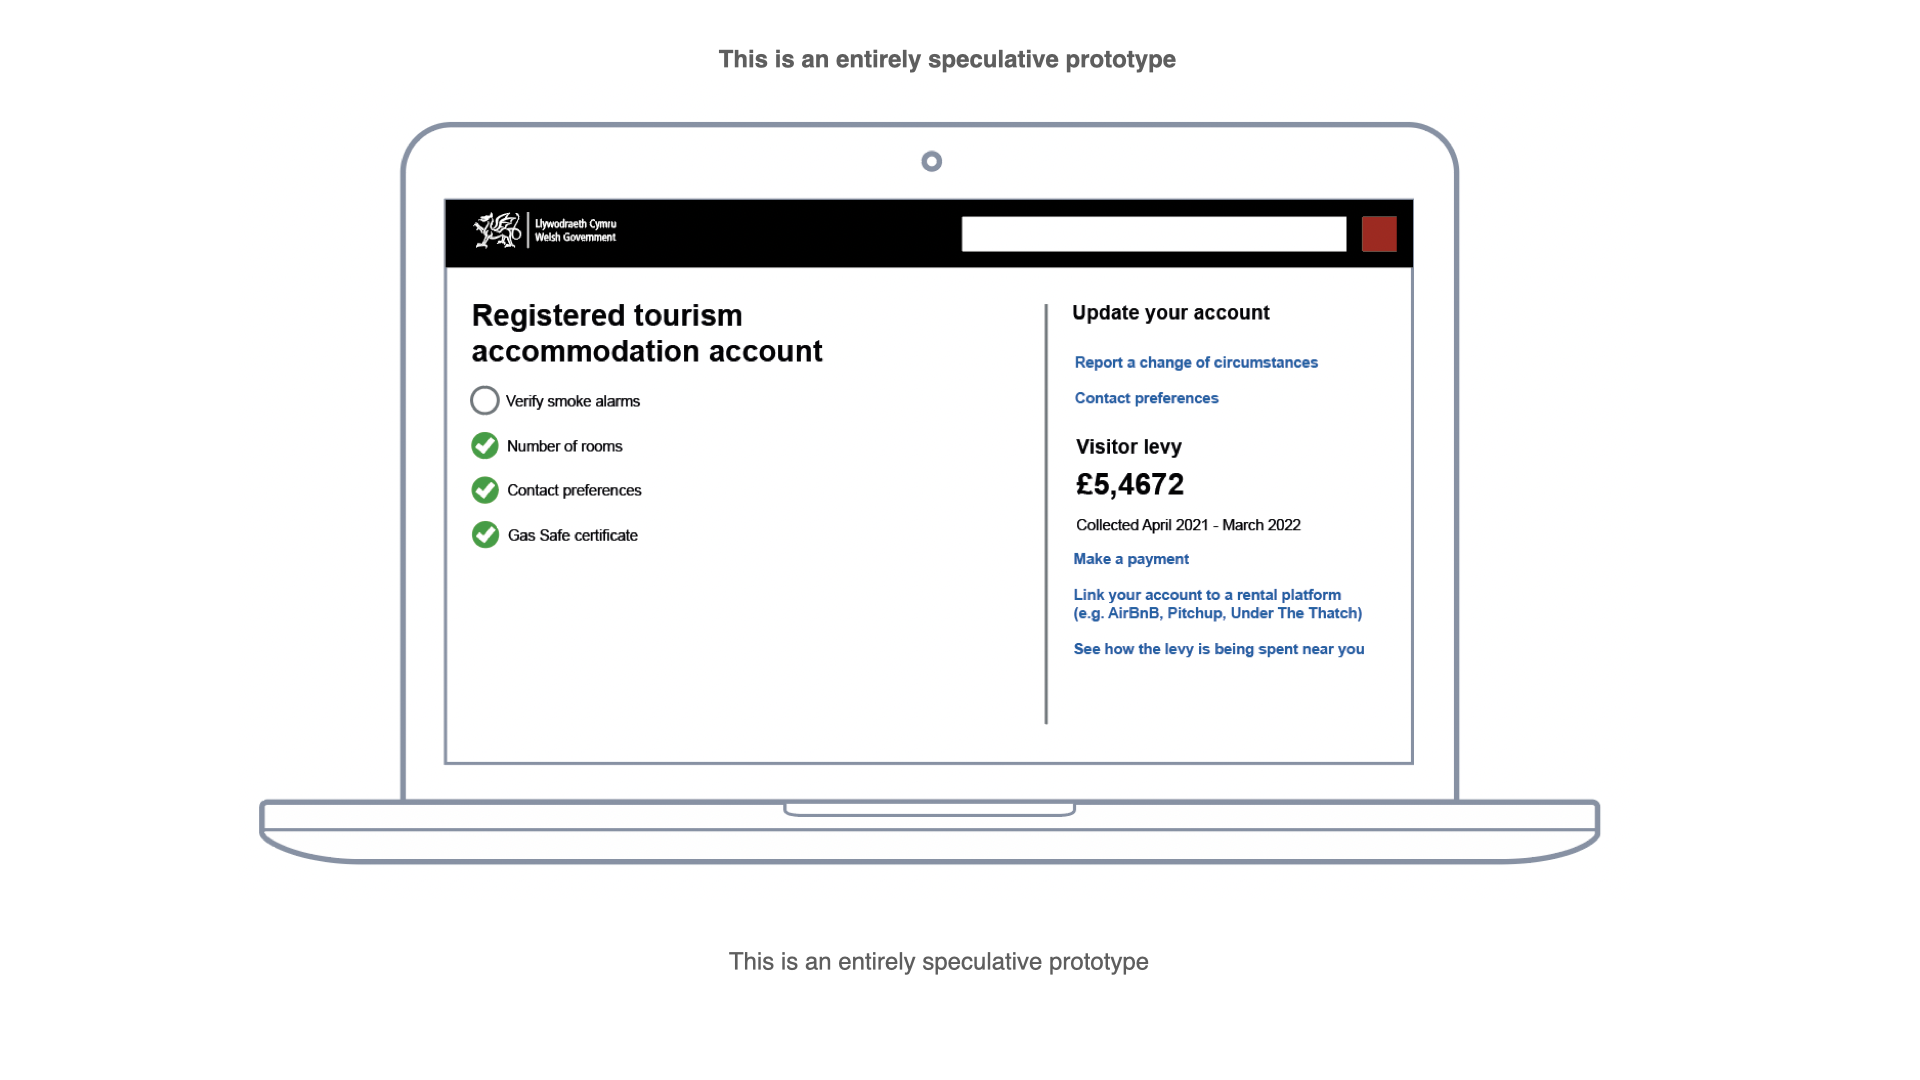 This is an entirely speculative prototype
Llywodraeth Cymru
Welsh Government
Registered tourism
accommodation account
Verify smoke alarms
Number of rooms
Contact preferences
Gas Safe certificate
Update your account
Report a change of circumstances
Contact preferences
Visitor levy
£5,4672
Collected April 2021 - March 2022
Make a payment
Link your account to a rental platform
(e.g. AirBnB, Pitchup, Under The Thatch)
See how the levy is being spent near you
This is an entirely speculative prototype